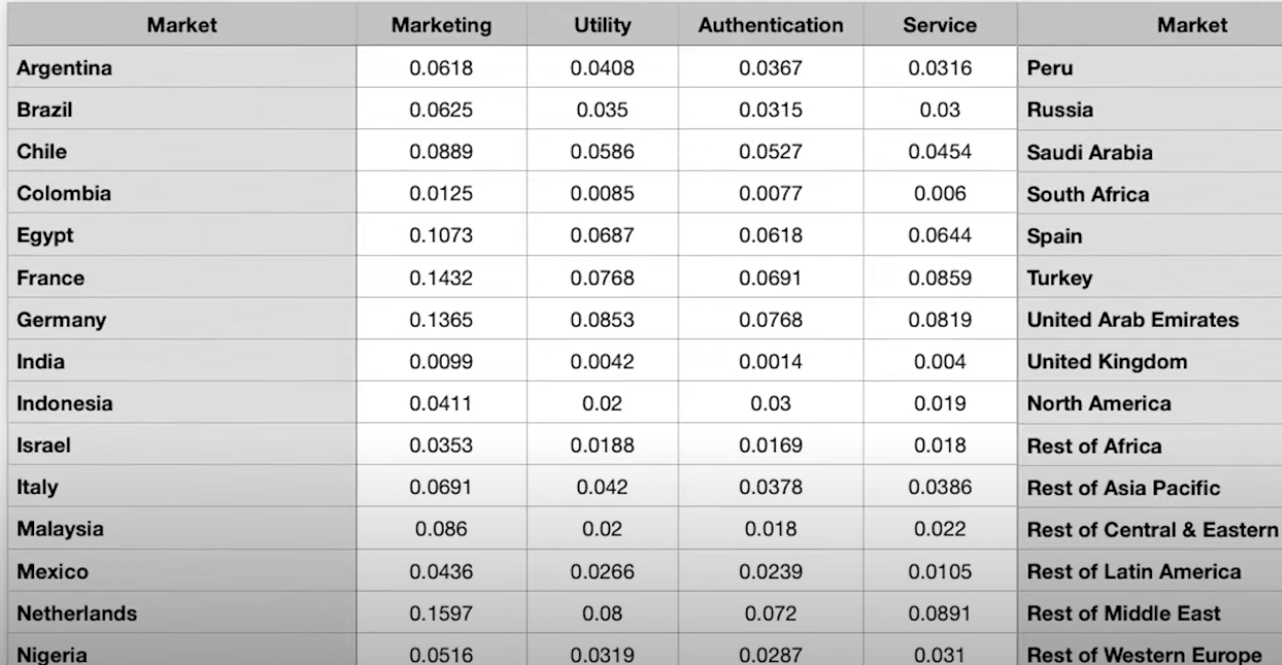 Market Marketing Utility Authentication Service Market
Argentina 0.0618 0.0408 0.0367 0.0316 Peru
Brazil 0.0625 0.035 0.0315 0.03 Russia
Chile 0.0889 0.0586 0.0527 0.0454 Saudi Arabia
Colombia 0.0125 0.0085 0.0077 0.006 South Africa
Egypt 0.1073 0.0687 0.0618 0.0644 Spain
France 0.1432 0.0768 0.0691 0.0859 Turkey
Germany 0.1365 0.0853 0.0768 0.0819 United Arab Emirates
India 0.0099 0.0042 0.0014 0.004 United Kingdom
Indonesia 0.0411 0.02 0.03 0.019 North America
Israel 0.0353 0.0188 0.0169 0.018 Rest of Africa
Italy 0.0691 0.042 0.0378 0.0386 Rest of Asia Pacific
Malaysia 0.086 0.02 0.018 0.022 Rest of Central & Eastern
Mexico 0.0436 0.0266 0.0239 0.0105 Rest of Latin America
Netherlands 0.1597 0.08 0.072 0.0891 Rest of Middle East
Nigeria 0.0516 0.0319 0.0287 0.031 Rest of Western Europe